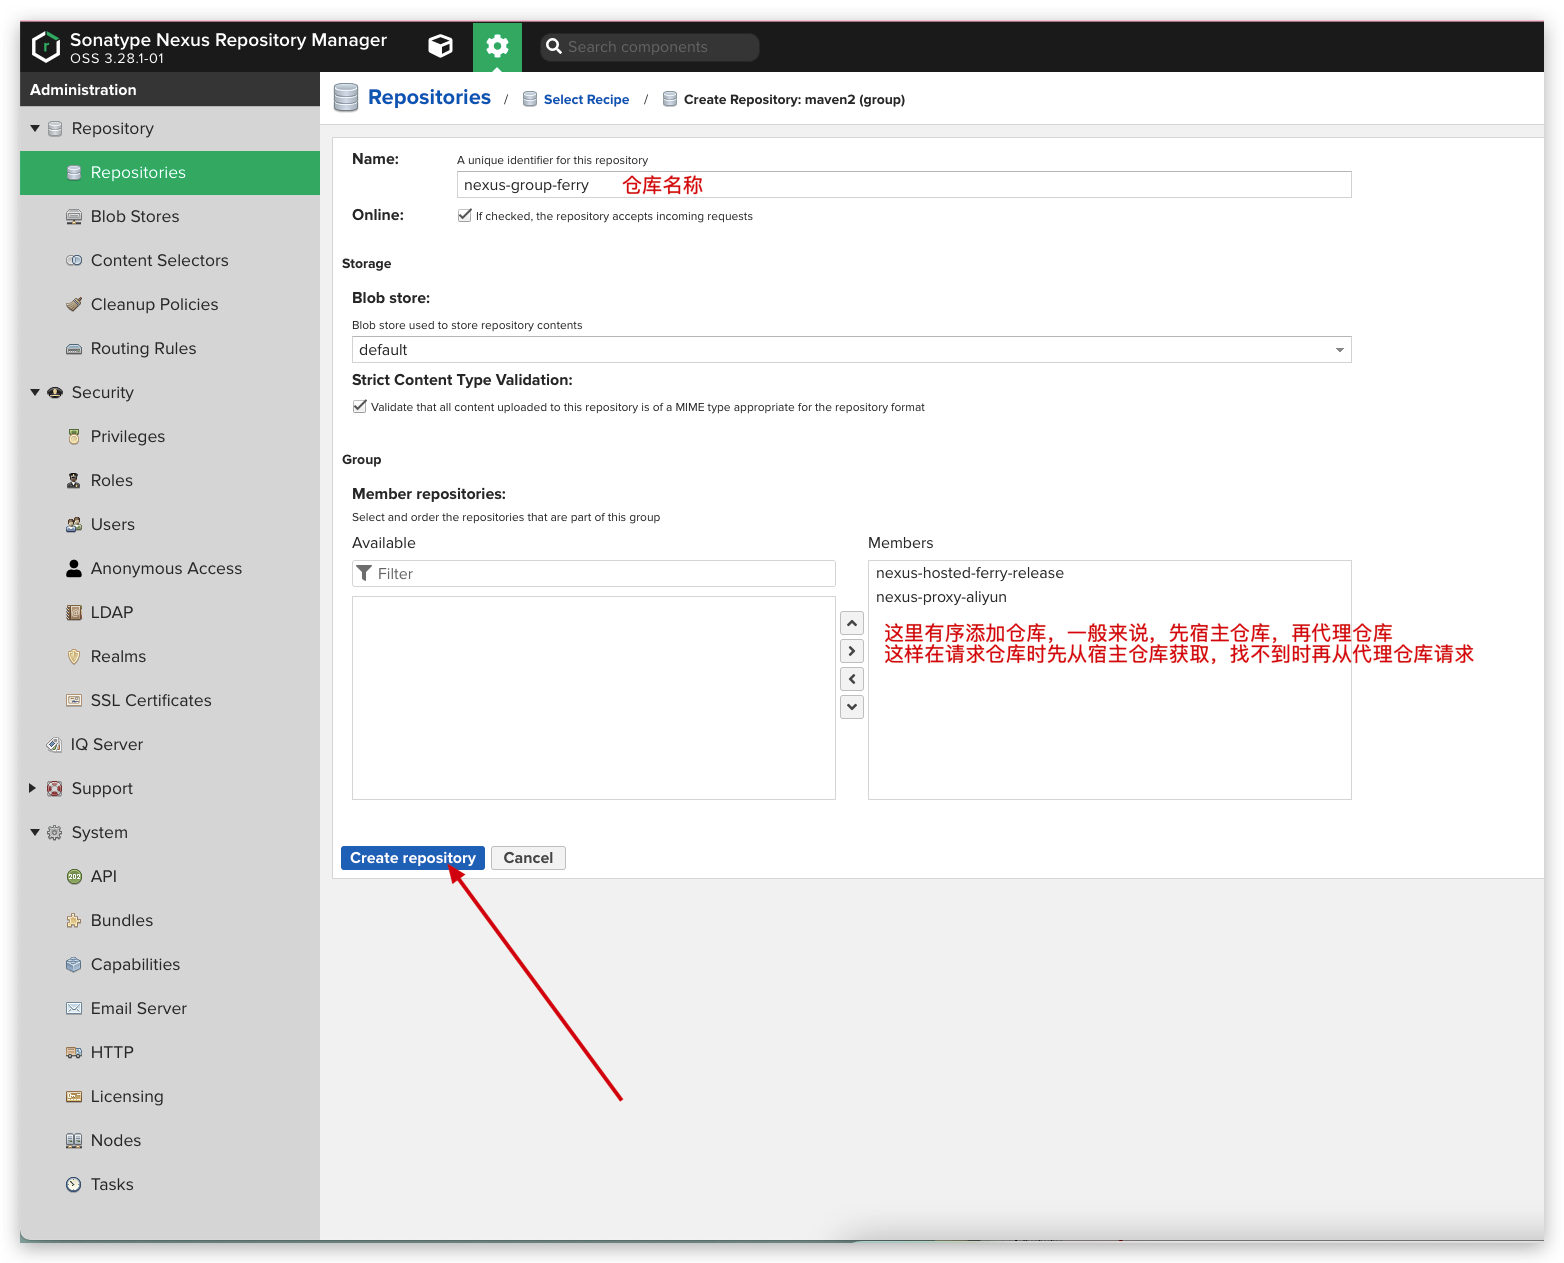 Sonatype Nexus Repository Manager
OSS 3.28.1-01
Search components
Administration
Repository
Repositories
Blob Stores
Content Selectors
Cleanup Policies
Routing Rules
Security
Privileges
Roles
Users
Anonymous Access
LDAP
Realms
SSL Certificates
IQ Server
Support
System
API
Bundles
Capabilities
Email Server
HTTP
Licensing
Nodes
Tasks
Repositories / Select Recipe / Create Repository: maven2 (group)
Name:
A unique identifier for this repository
nexus-group-ferry 仓库名称
Online:
If checked, the repository accepts incoming requests
Storage
Blob store:
Blob store used to store repository contents
default
Strict Content Type Validation:
Validate that all content uploaded to this repository is of a MIME type appropriate for the repository format
Group
Member repositories:
Select and order the repositories that are part of this group
Available
Filter
Members
nexus-hosted-ferry-release
nexus-proxy-aliyun
这里有序添加仓库，一般来说，先宿主仓库，再代理仓库
这样在请求仓库时先从宿主仓库获取，找不到时再从代理仓库请求
Create repository
Cancel